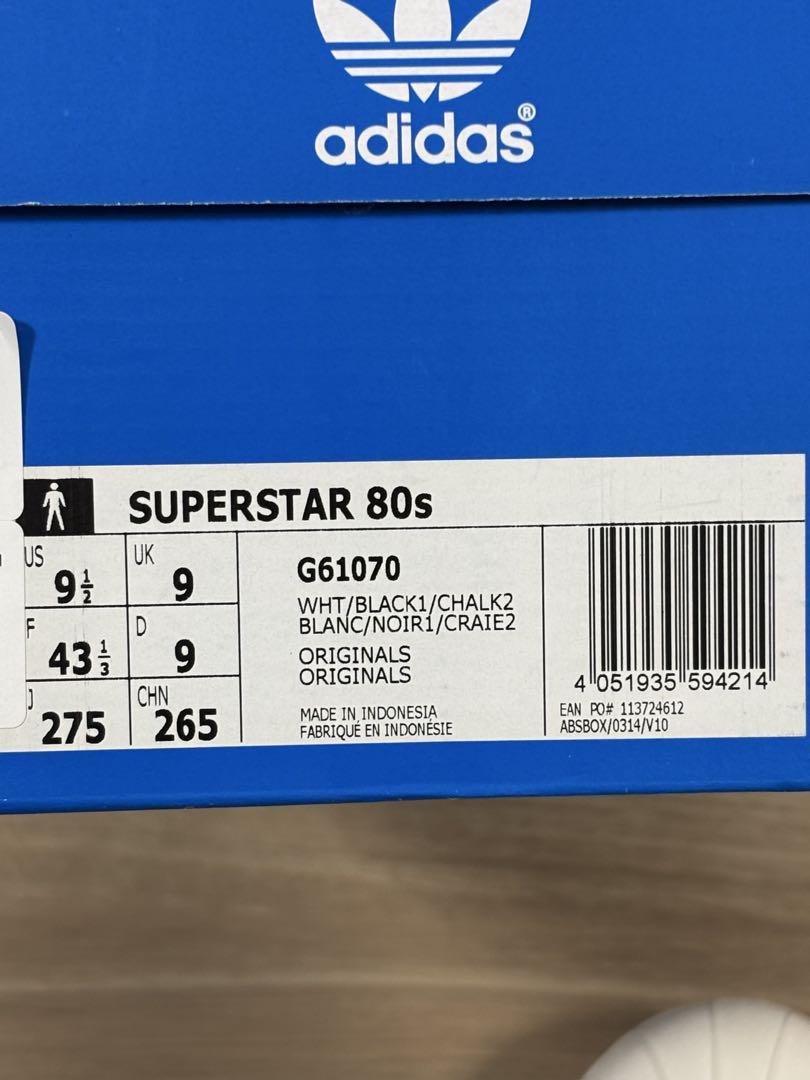 adidas®
SUPERSTAR 80s
US 9½ UK 9
F 43⅓ D 9
J 275 CHN 265
G61070
WHT/BLACK1/CHALK2
BLANC/NOIR1/CRAIE2
ORIGINALS
ORIGINALS
MADE IN INDONESIA
FABRIQUÉ EN INDONÉSIE
4 051935 594214
EAN PO# 113724612
ABSBOX/0314/V10